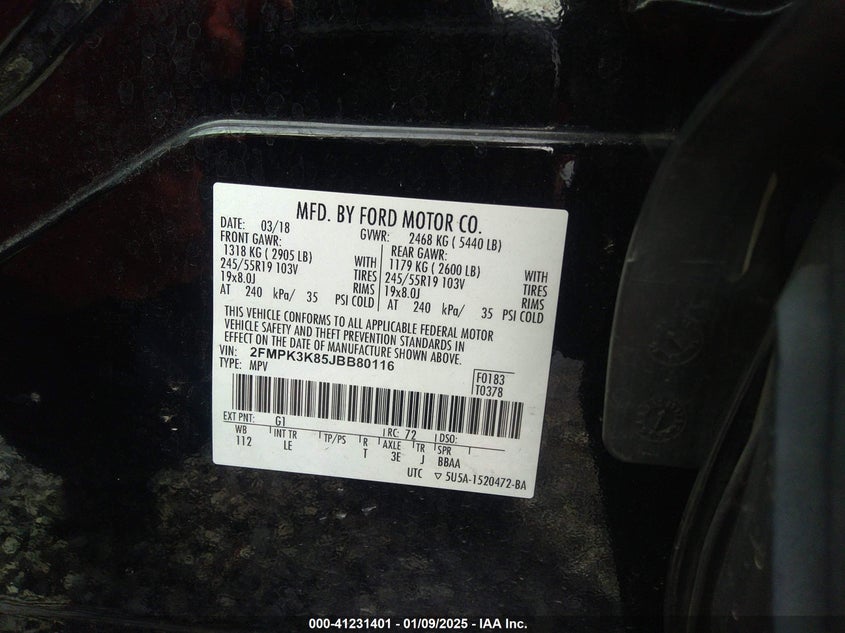 MFD. BY FORD MOTOR CO.
DATE: 03/18 GVWR: 2468 KG ( 5440 LB)
FRONT GAWR: REAR GAWR:
1318 KG ( 2905 LB) WITH 1179 KG ( 2600 LB) WITH
245/55R19 103V TIRES 245/55R19 103V TIRES
19x8.0J RIMS 19x8.0J RIMS
AT 240 kPa/ 35 PSI COLD AT 240 kPa/ 35 PSI COLD
THIS VEHICLE CONFORMS TO ALL APPLICABLE FEDERAL MOTOR
VEHICLE SAFETY AND THEFT PREVENTION STANDARDS IN
EFFECT ON THE DATE OF MANUFACTURE SHOWN ABOVE.
VIN: 2FMPK3K85JBB80116
TYPE: MPV F0183
T0378
EXT PNT: G1 RC: 72 DSO:
WB INT TR TP/PS R AXLE TR SPR
112 LE T 3E J BBAA
UTC ▽ 5U5A-1520472-BA
000-41231401 - 01/09/2025 - IAA Inc.